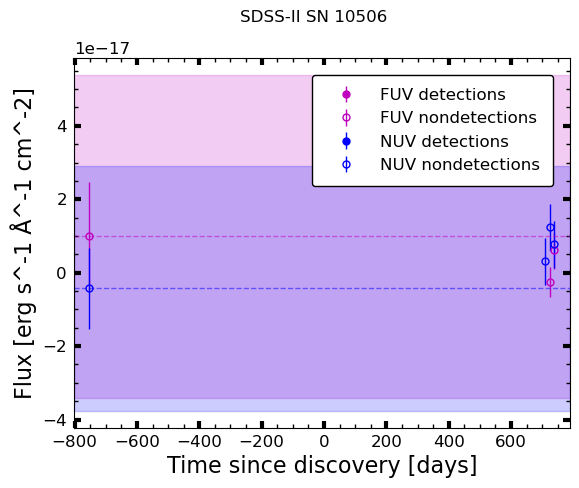 SDSS-II SN 10506
1e−17
FUV detections
FUV nondetections
NUV detections
NUV nondetections
4
2
0
−2
−4
Flux [erg s^-1 Å^-1 cm^-2]
−800 −600 −400 −200 0 200 400 600
Time since discovery [days]